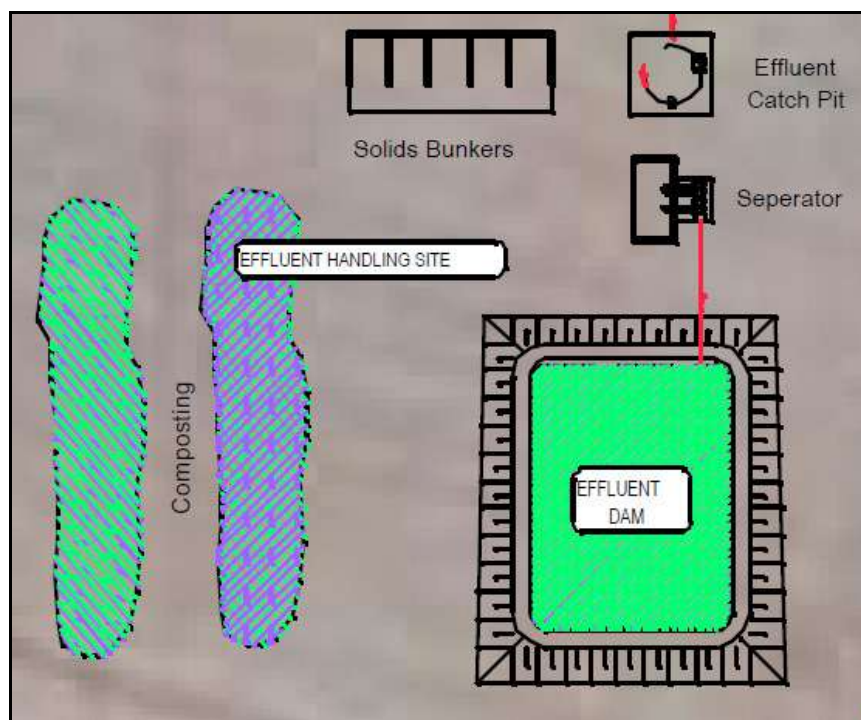 Effluent
Catch Pit
Solids Bunkers
Seperator
EFFLUENT HANDLING SITE
Composting
EFFLUENT
DAM